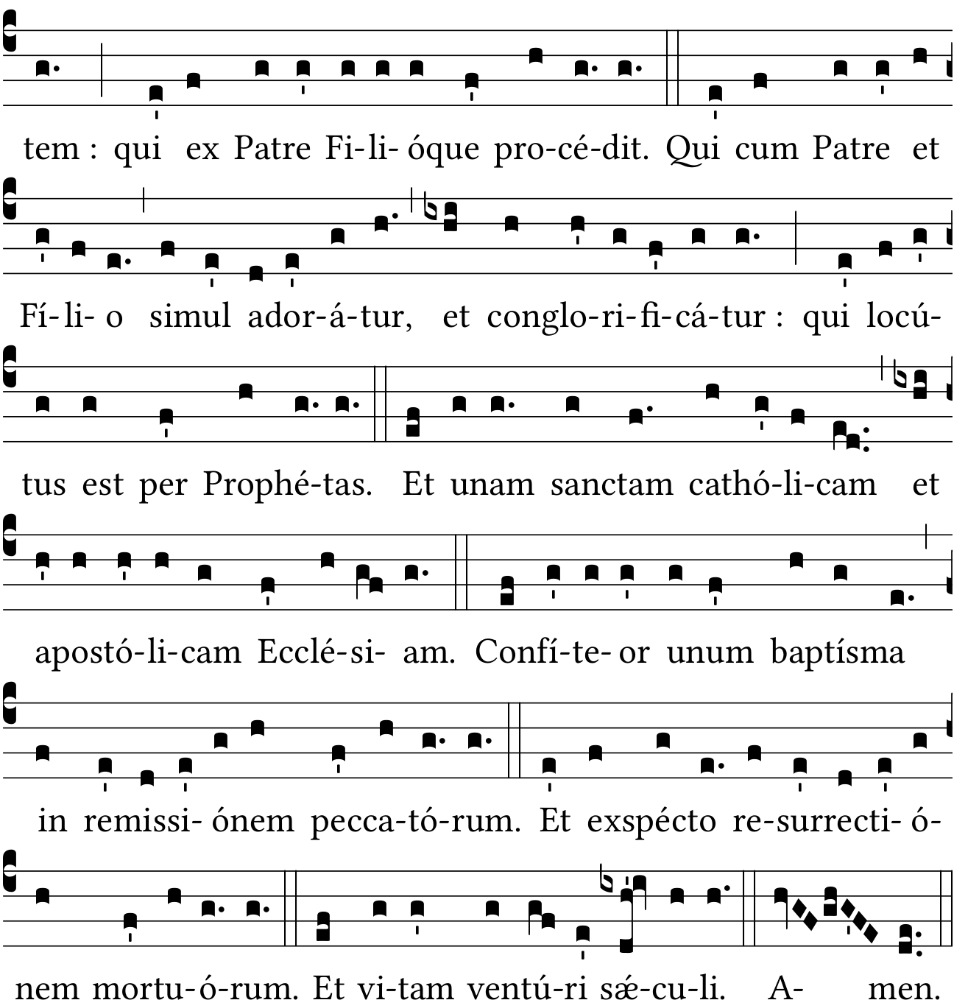 tem : qui ex Patre Fi-li- óque pro-cé-dit. Qui cum Patre et
Fí-li- o simul ador-á-tur, et conglo-ri-fi-cá-tur : qui locú-
tus est per Prophé-tas. Et unam sanctam cathó-li-cam et
apostó-li-cam Ecclé-si- am. Confí-te- or unum baptísma
in remissi- ónem pecca-tó-rum. Et exspécto re-surrecti- ó-
nem mortu-ó-rum. Et vi-tam ventú-ri sǽ-cu-li. A- men.